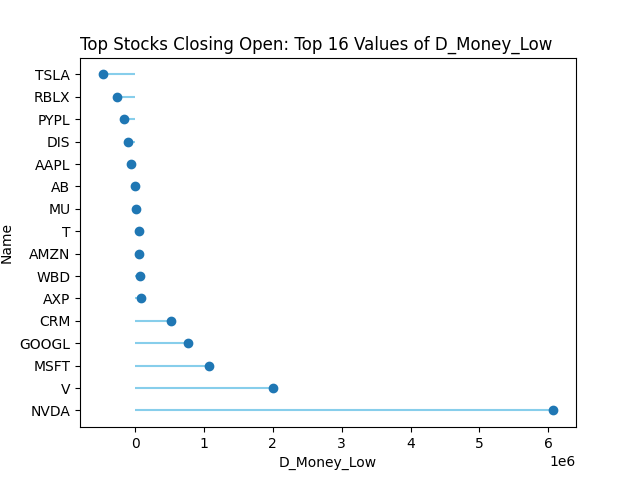 Top Stocks Closing Open: Top 16 Values of D_Money_Low
Name
TSLA
RBLX
PYPL
DIS
AAPL
AB
MU
T
AMZN
WBD
AXP
CRM
GOOGL
MSFT
V
NVDA
0 1 2 3 4 5 6
1e6
D_Money_Low